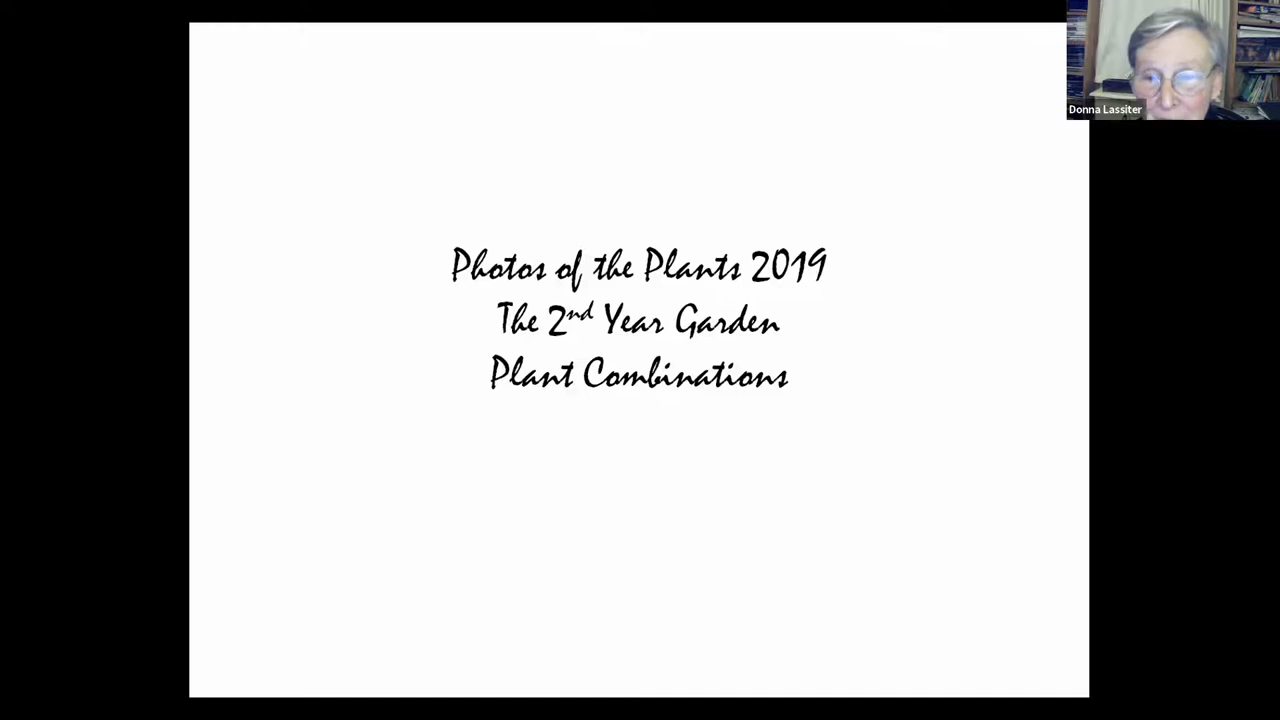 Donna Lassiter
Photos of the Plants 2019
The 2nd Year Garden
Plant Combinations